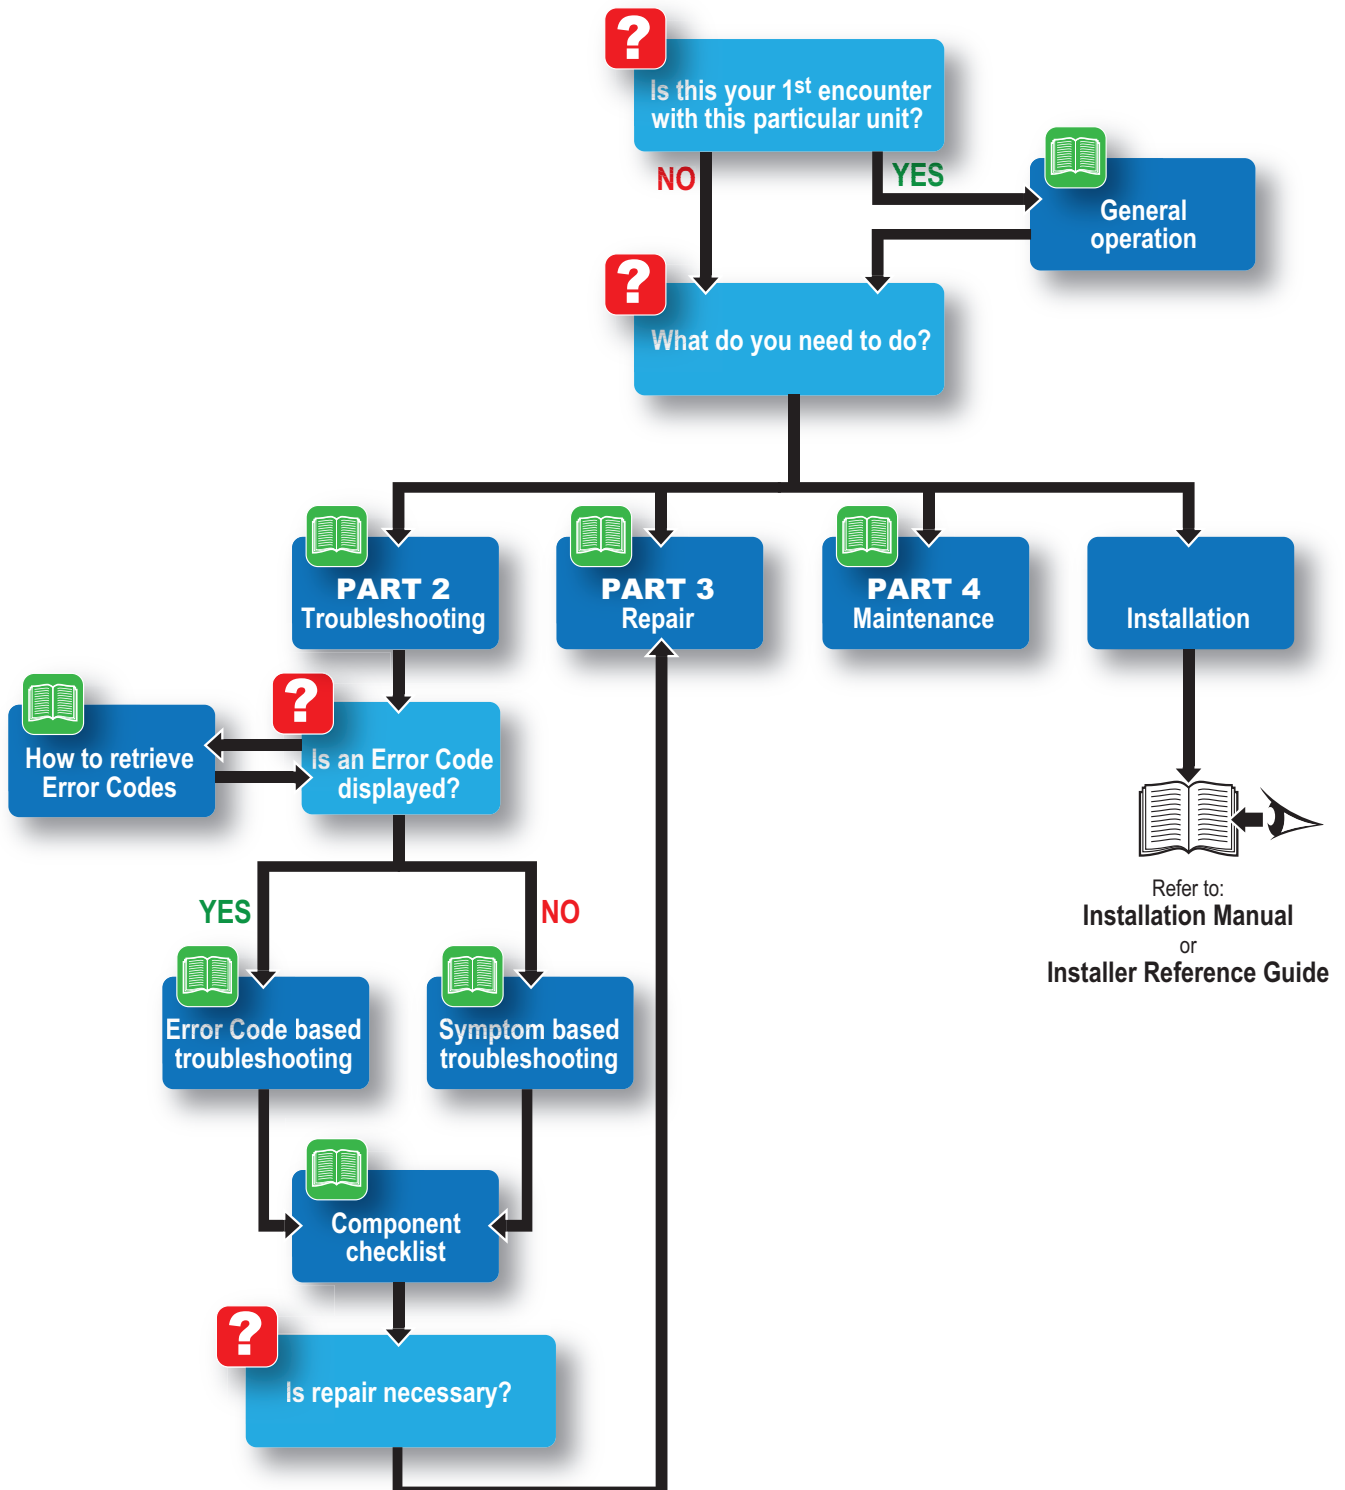 ?
Is this your 1st encounter
with this particular unit?
NO
YES
General
operation
?
What do you need to do?
PART 2
Troubleshooting
PART 3
Repair
PART 4
Maintenance
Installation
How to retrieve
Error Codes
?
Is an Error Code
displayed?
Refer to:
Installation Manual
or
Installer Reference Guide
YES
NO
Error Code based
troubleshooting
Symptom based
troubleshooting
Component
checklist
?
Is repair necessary?